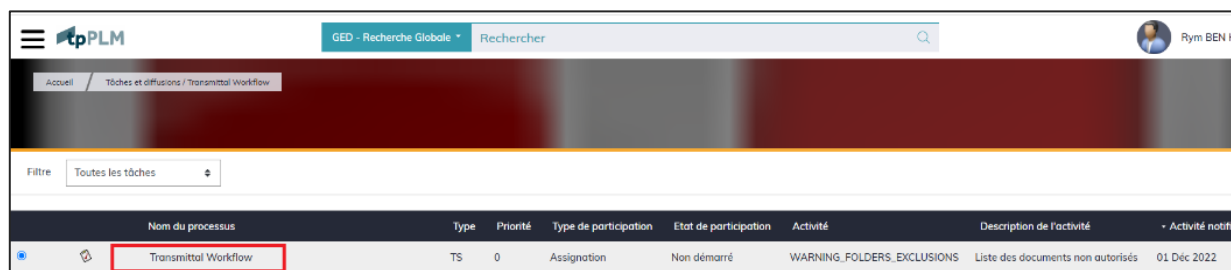 tpPLM GED - Recherche Globale Rechercher Rym BEN
Accueil / Tâches et diffusions / Transmittal Workflow
Filtre Toutes les tâches
Nom du processus Type Priorité Type de participation Etat de participation Activité Description de l'activité Activité notifi
Transmittal Workflow TS 0 Assignation Non démarré WARNING_FOLDERS_EXCLUSIONS Liste des documents non autorisés 01 Déc 2022